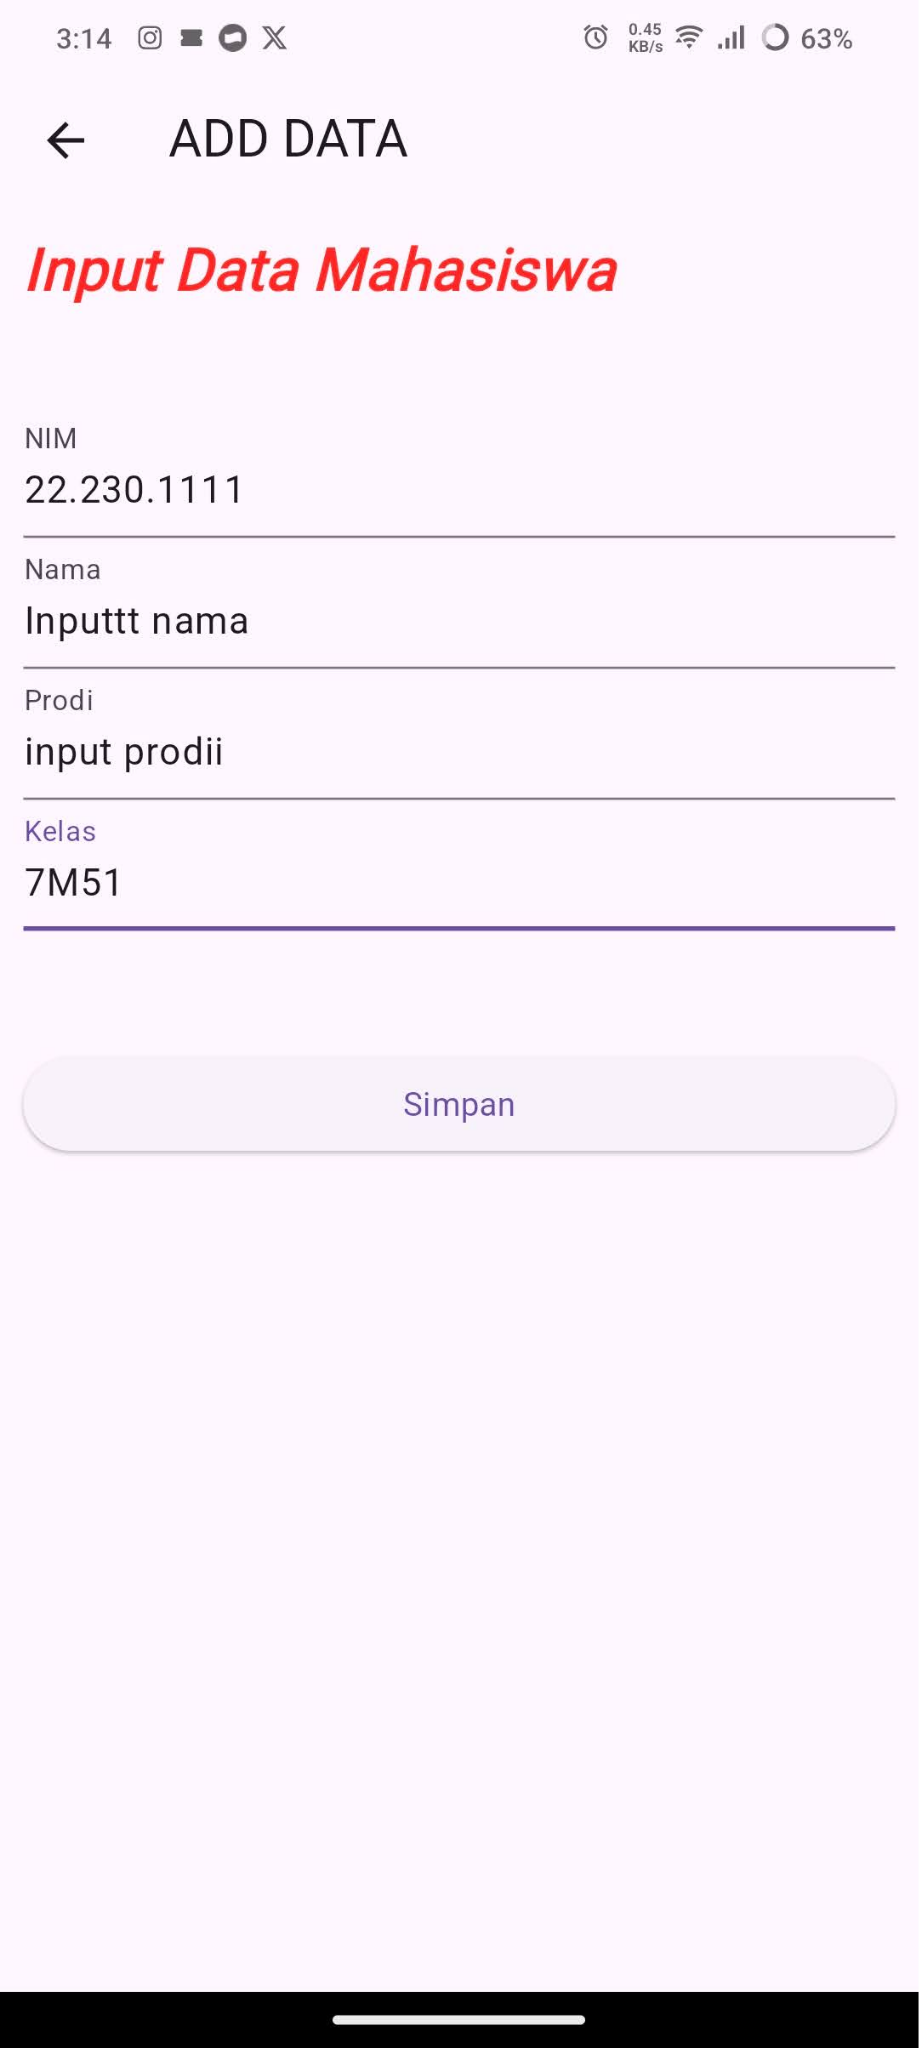 3:14 0.45 KB/s 63%
ADD DATA
Input Data Mahasiswa
NIM
22.230.1111
Nama
Inputtt nama
Prodi
input prodii
Kelas
7M51
Simpan